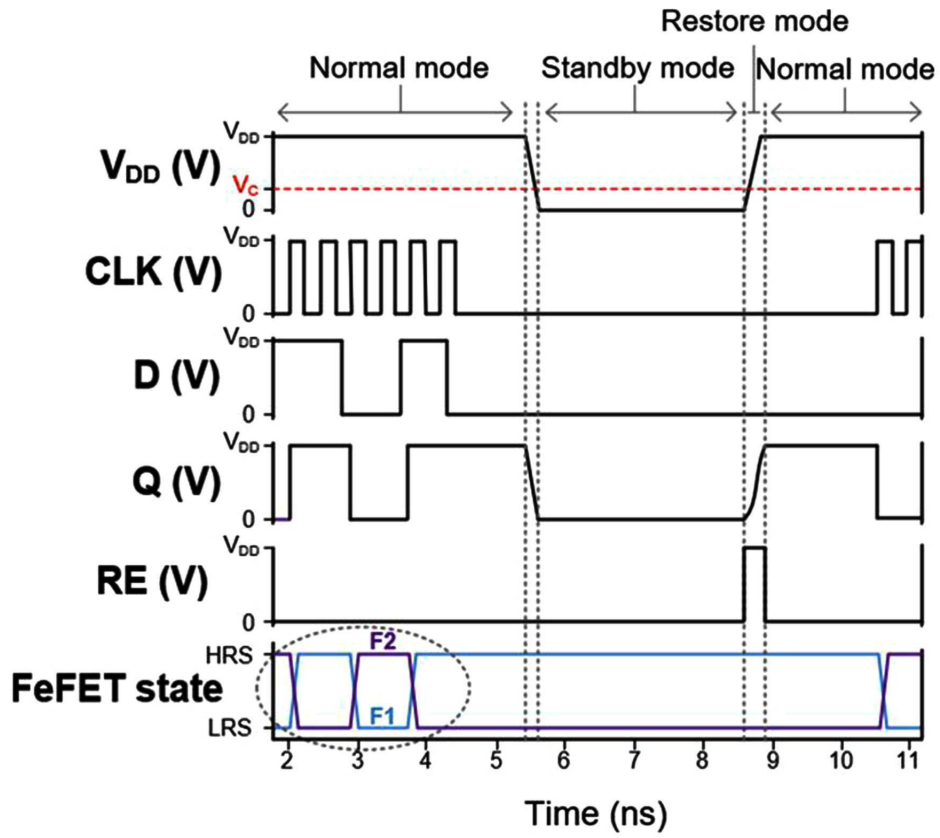 Restore mode
Normal mode Standby mode Normal mode
V_DD
V_DD (V)
V_C
0
V_DD
CLK (V)
0
V_DD
D (V)
0
V_DD
Q (V)
0
V_DD
RE (V)
0
HRS F2
FeFET state
F1
LRS
2 3 4 5 6 7 8 9 10 11
Time (ns)